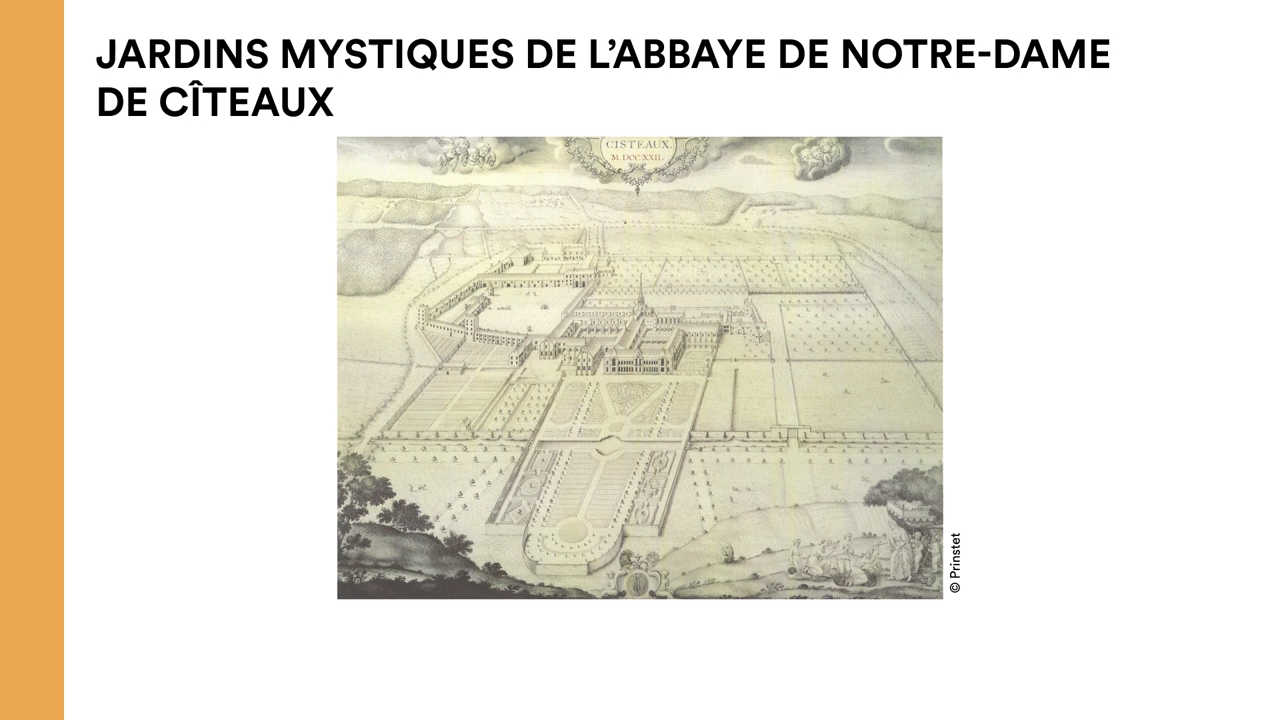 JARDINS MYSTIQUES DE L’ABBAYE DE NOTRE-DAME
DE CÎTEAUX
CISTEAUX.
M. DCC. XXII.
© Prinstet